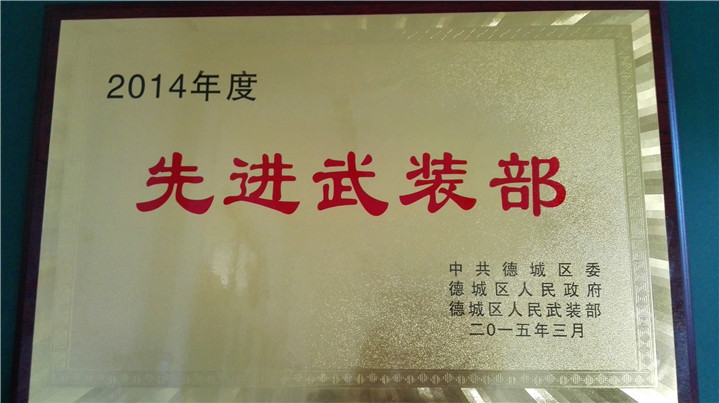 2014年度
先进武装部
中共德城区委
德城区人民政府
德城区人民武装部
二〇一五年三月